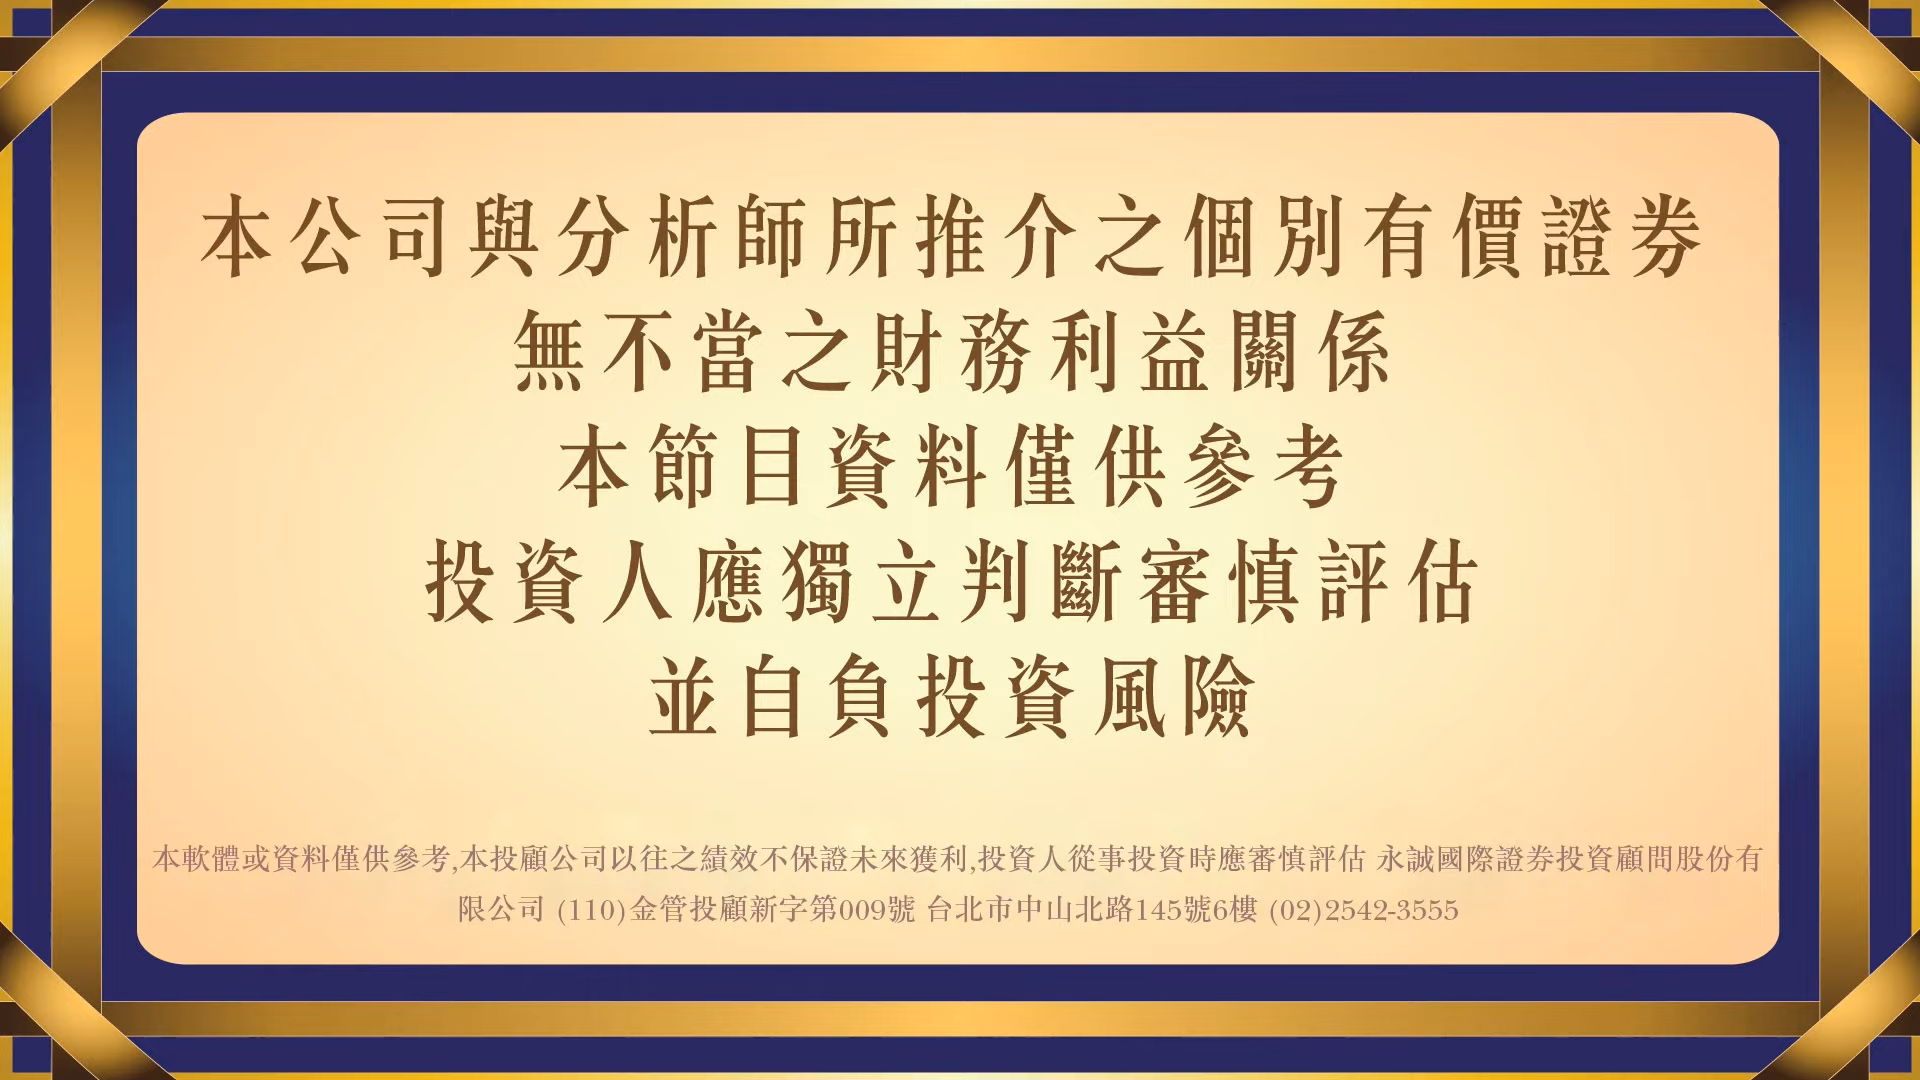 本公司與分析師所推介之個別有價證券
無不當之財務利益關係
本節目資料僅供參考
投資人應獨立判斷審慎評估
並自負投資風險
本軟體或資料僅供參考,本投顧公司以往之績效不保證未來獲利,投資人從事投資時應審慎評估 永誠國際證券投資顧問股份有
限公司 (110)金管投顧新字第009號 台北市中山北路145號6樓 (02)2542-3555